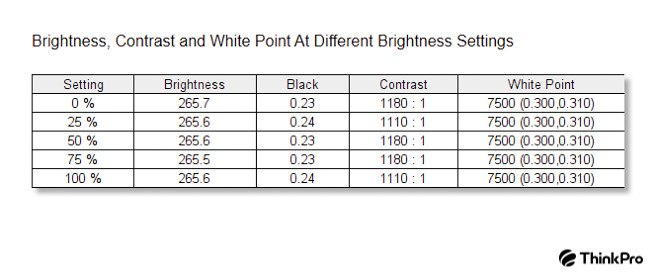 Brightness, Contrast and White Point At Different Brightness Settings
Setting Brightness Black Contrast White Point
0 % 265.7 0.23 1180 : 1 7500 (0.300,0.310)
25 % 265.6 0.24 1110 : 1 7500 (0.300,0.310)
50 % 265.6 0.23 1180 : 1 7500 (0.300,0.310)
75 % 265.5 0.23 1180 : 1 7500 (0.300,0.310)
100 % 265.6 0.24 1110 : 1 7500 (0.300,0.310)
ThinkPro